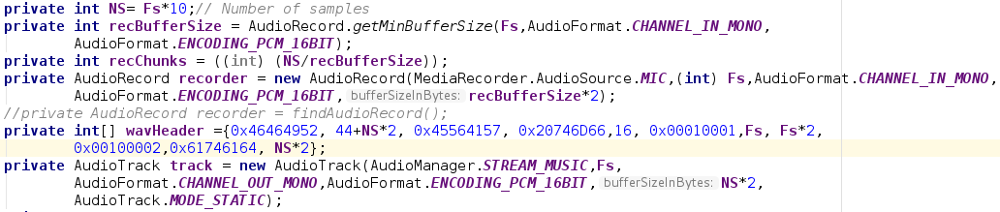 private int NS= Fs*10;// Number of samples
private int recBufferSize = AudioRecord.getMinBufferSize(Fs,AudioFormat.CHANNEL_IN_MONO,
AudioFormat.ENCODING_PCM_16BIT);
private int recChunks = ((int) (NS/recBufferSize));
private AudioRecord recorder = new AudioRecord(MediaRecorder.AudioSource.MIC,(int) Fs,AudioFormat.CHANNEL_IN_MONO,
AudioFormat.ENCODING_PCM_16BIT, bufferSizeInBytes: recBufferSize*2);
//private AudioRecord recorder = findAudioRecord();
private int[] wavHeader ={0x46464952, 44+NS*2, 0x45564157, 0x20746D66,16, 0x00010001,Fs, Fs*2,
0x00100002,0x61746164, NS*2};
private AudioTrack track = new AudioTrack(AudioManager.STREAM_MUSIC,Fs,
AudioFormat.CHANNEL_OUT_MONO,AudioFormat.ENCODING_PCM_16BIT, bufferSizeInBytes: NS*2,
AudioTrack.MODE_STATIC);